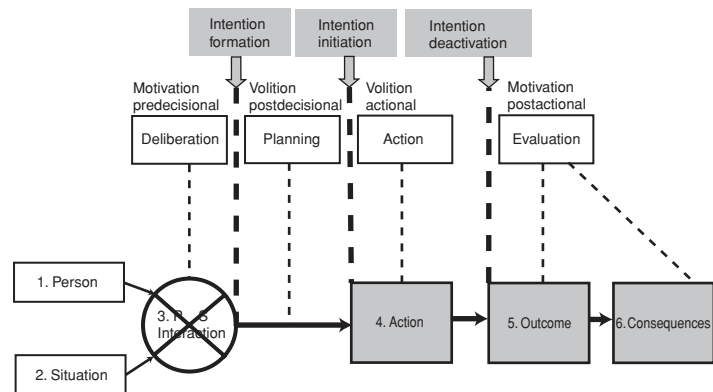 Intention
formation
Intention
initiation
Intention
deactivation
Motivation
predecisional
Volition
postdecisional
Volition
actional
Motivation
postactional
Deliberation
Planning
Action
Evaluation
1. Person
2. Situation
3. P S
Interaction
4. Action
5. Outcome
6. Consequences